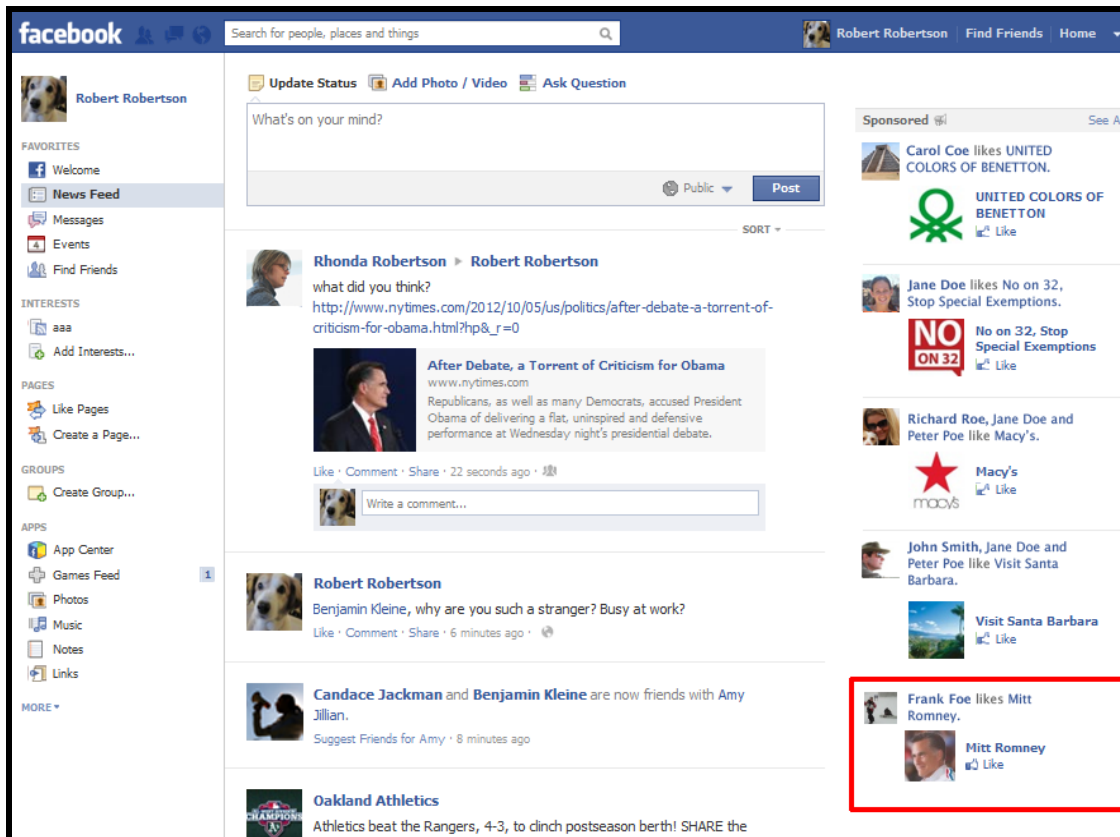 facebook
Search for people, places and things
Robert Robertson
Find Friends
Home
Robert Robertson
FAVORITES
Welcome
News Feed
Messages
4
Events
Find Friends
INTERESTS
aaa
Add Interests...
PAGES
Like Pages
Create a Page...
GROUPS
Create Group...
APPS
App Center
Games Feed
1
Photos
Music
Notes
Links
MORE
Update Status
Add Photo / Video
Ask Question
What's on your mind?
Public
Post
SORT
Rhonda Robertson ▸ Robert Robertson
what did you think?
http://www.nytimes.com/2012/10/05/us/politics/after-debate-a-torrent-of-
criticism-for-obama.html?hp&_r=0
After Debate, a Torrent of Criticism for Obama
www.nytimes.com
Republicans, as well as many Democrats, accused President
Obama of delivering a flat, uninspired and defensive
performance at Wednesday night's presidential debate.
Like · Comment · Share · 22 seconds ago ·
Write a comment...
Robert Robertson
Benjamin Kleine, why are you such a stranger? Busy at work?
Like · Comment · Share · 6 minutes ago ·
Candace Jackman and Benjamin Kleine are now friends with Amy
Jillian.
Suggest Friends for Amy · 8 minutes ago
CHAMPIONS
Oakland Athletics
Athletics beat the Rangers, 4-3, to clinch postseason berth! SHARE the
Sponsored
See A
Carol Coe likes UNITED
COLORS OF BENETTON.
UNITED COLORS OF
BENETTON
Like
Jane Doe likes No on 32,
Stop Special Exemptions.
NO
ON 32
No on 32, Stop
Special Exemptions
Like
Richard Roe, Jane Doe and
Peter Poe like Macy's.
macy's
Macy's
Like
John Smith, Jane Doe and
Peter Poe like Visit Santa
Barbara.
Visit Santa Barbara
Like
Frank Foe likes Mitt
Romney.
Mitt Romney
Like